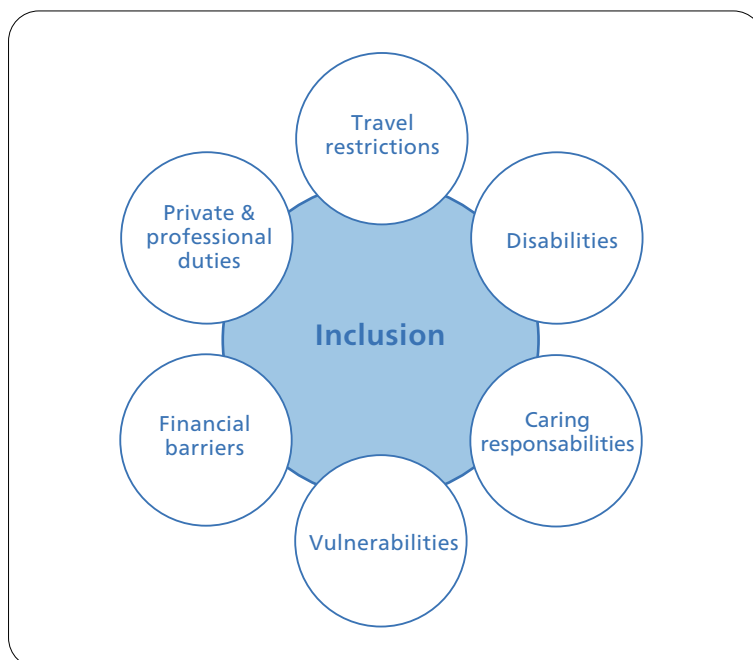 Travel
restrictions
Private &
professional
duties
Disabilities
Inclusion
Financial
barriers
Caring
responsabilities
Vulnerabilities